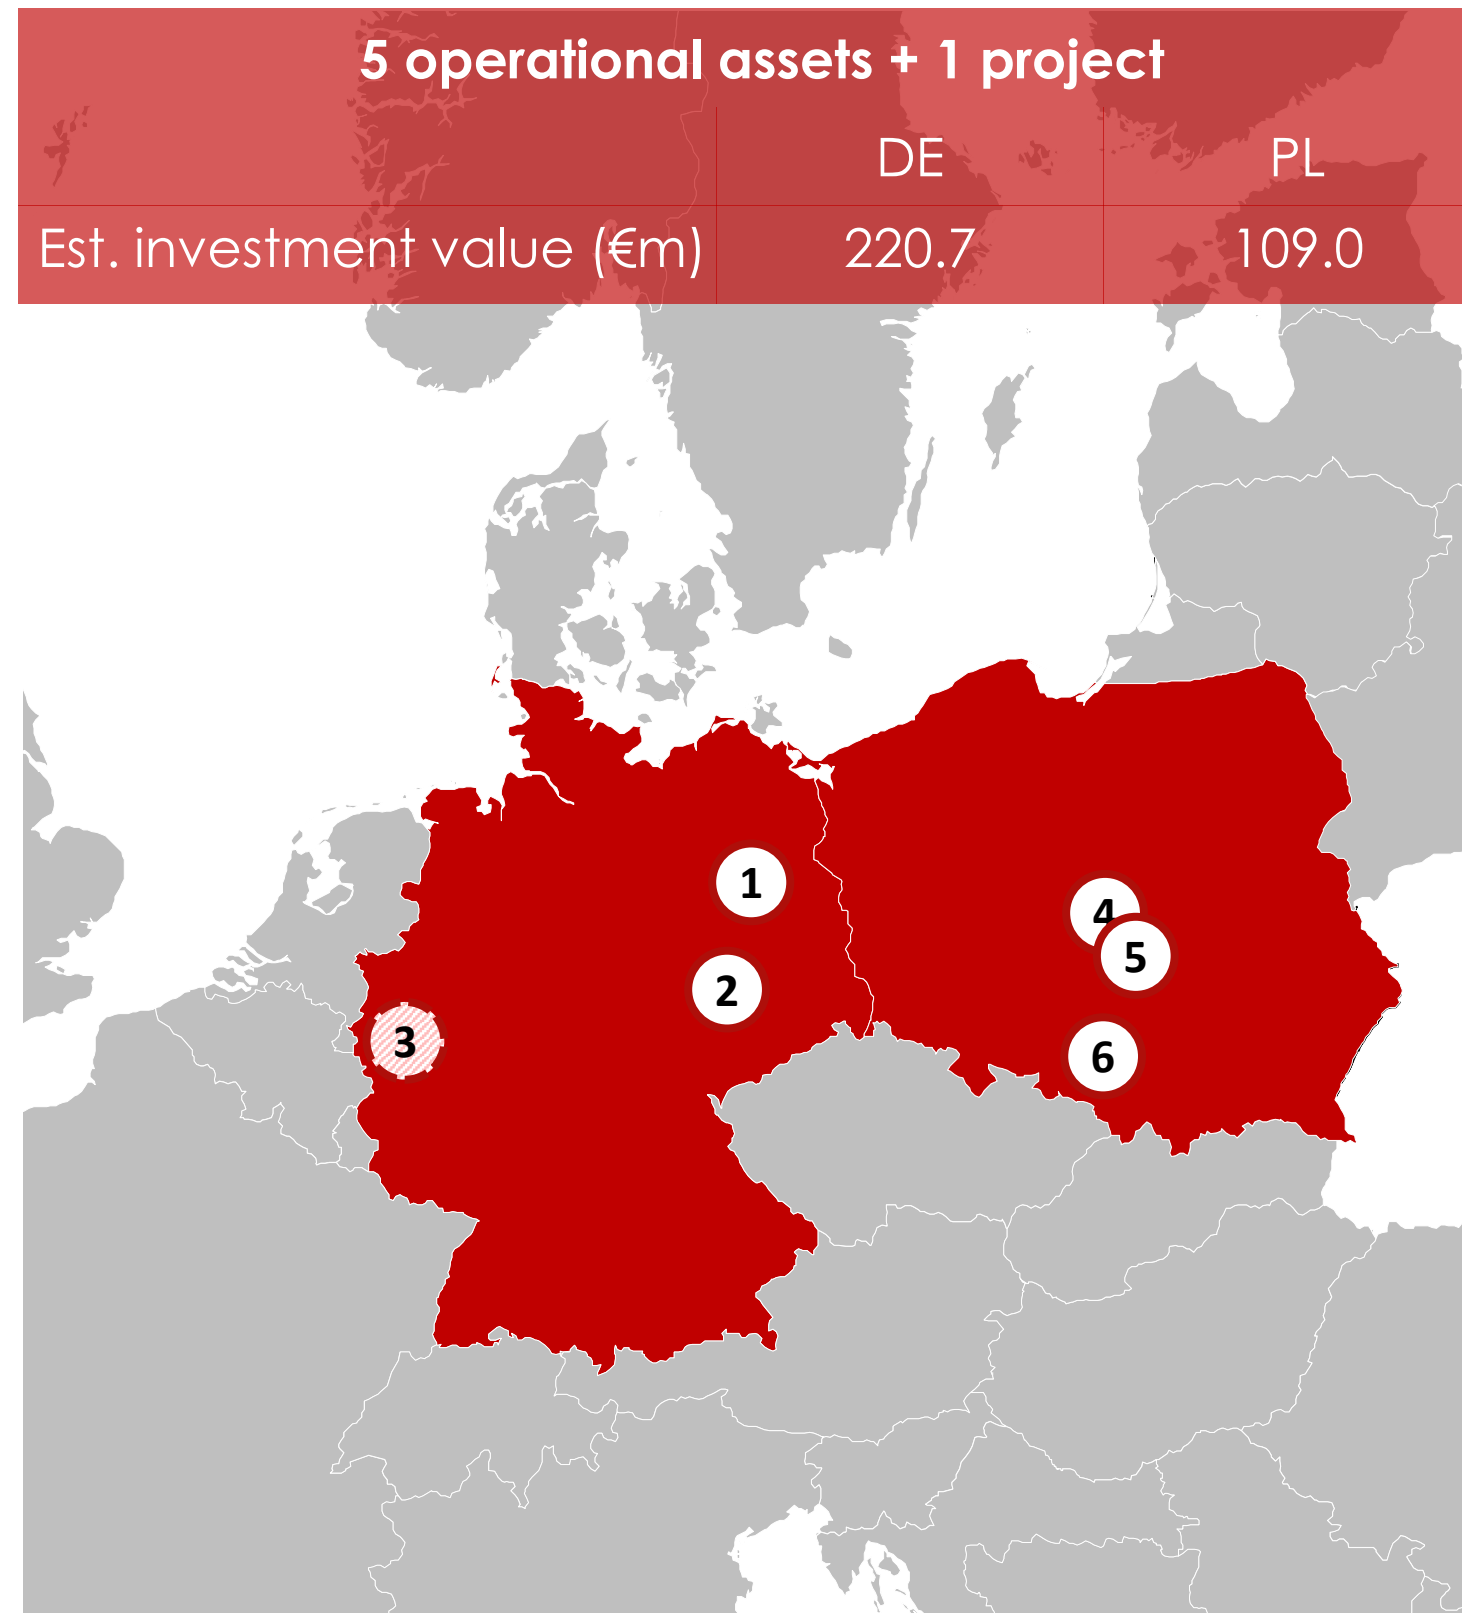 5 operational assets + 1 project
DE PL
Est. investment value (€m) 220.7 109.0
1
4
5
2
3
6